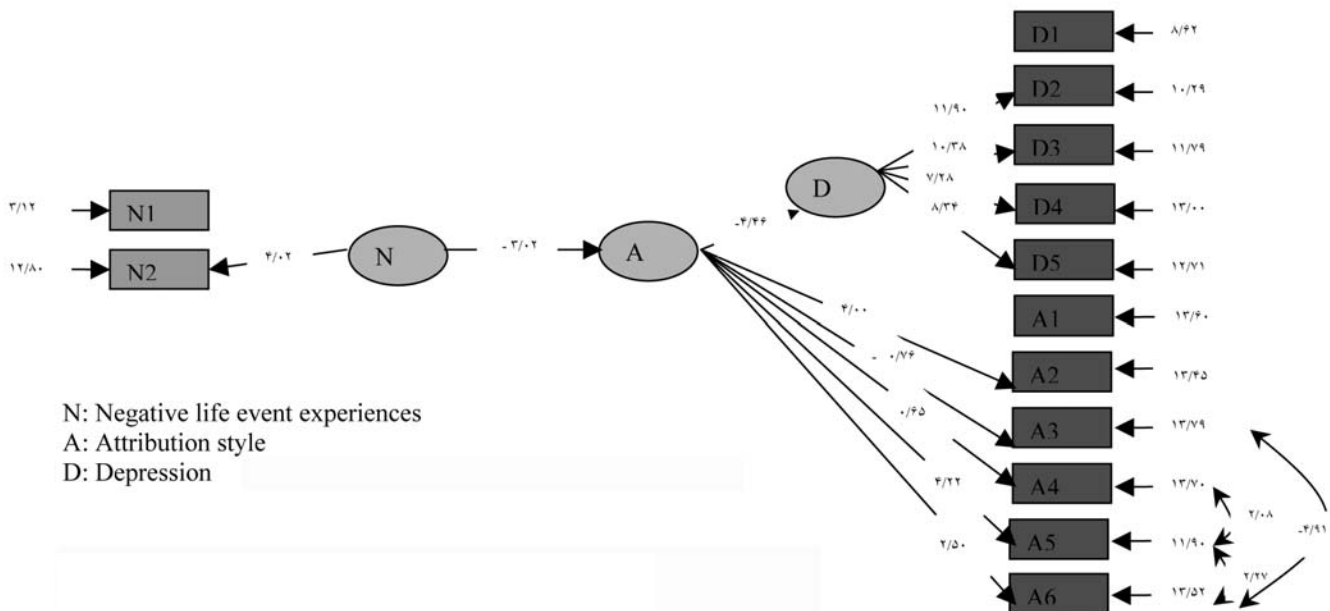 D1 ۸/۶۲
D2 ۱۰/۲۹
۱۱/۹۰
D3 ۱۱/۷۹
۱۰/۳۸
۷/۲۸
D
D4 ۱۳/۰۰
۸/۳۴
۳/۱۲ N1
-۴/۴۶
N2 ۱۲/۸۰
۴/۰۲
N
- ۳/۰۲
A
D5 ۱۲/۷۱
A1 ۱۳/۶۰
۴/۰۰
- ۰/۷۶
A2 ۱۳/۴۵
۰/۶۵
A3 ۱۳/۷۹
N: Negative life event experiences
A: Attribution style
D: Depression
۴/۲۲
A4 ۱۳/۷۰
۲/۰۸
-۴/۹۱
۲/۵۰
A5 ۱۱/۹۰
۲/۲۷
A6 ۱۳/۵۲